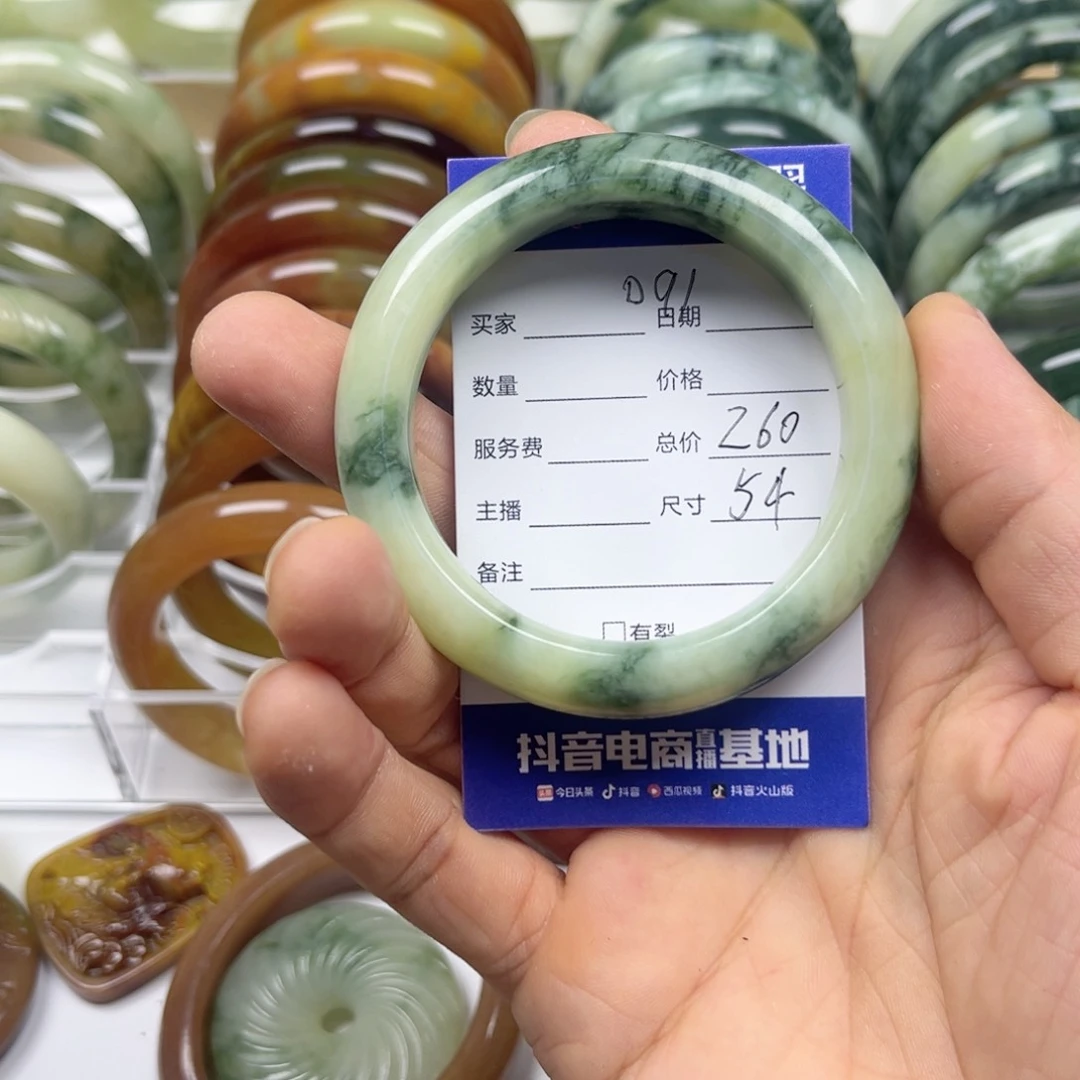 D91
买家 日期
数量 价格
服务费 总价 260
主播 尺寸 54
备注
有裂
抖音电商直播基地
头条 今日头条 抖音 西瓜视频 抖音火山版